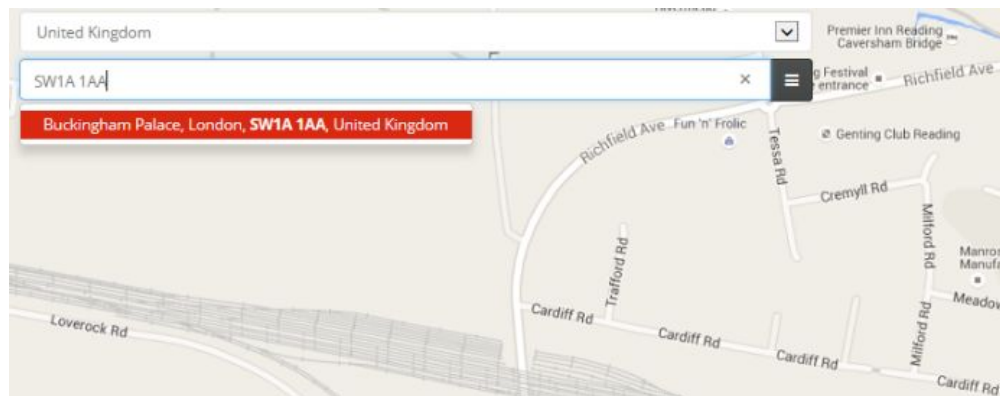 United Kingdom
SW1A 1AA
Buckingham Palace, London, SW1A 1AA, United Kingdom
Premier Inn Reading
Caversham Bridge
g Festival
e entrance
Richfield Ave
Richfield Ave
Fun 'n' Frolic
Tessa Rd
Genting Club Reading
Cremyll Rd
Milford Rd
Trafford Rd
Manro
Manufa
Meadow
Loverock Rd
Cardiff Rd
Cardiff Rd
Cardiff Rd
Milford Rd
Cardiff Rd